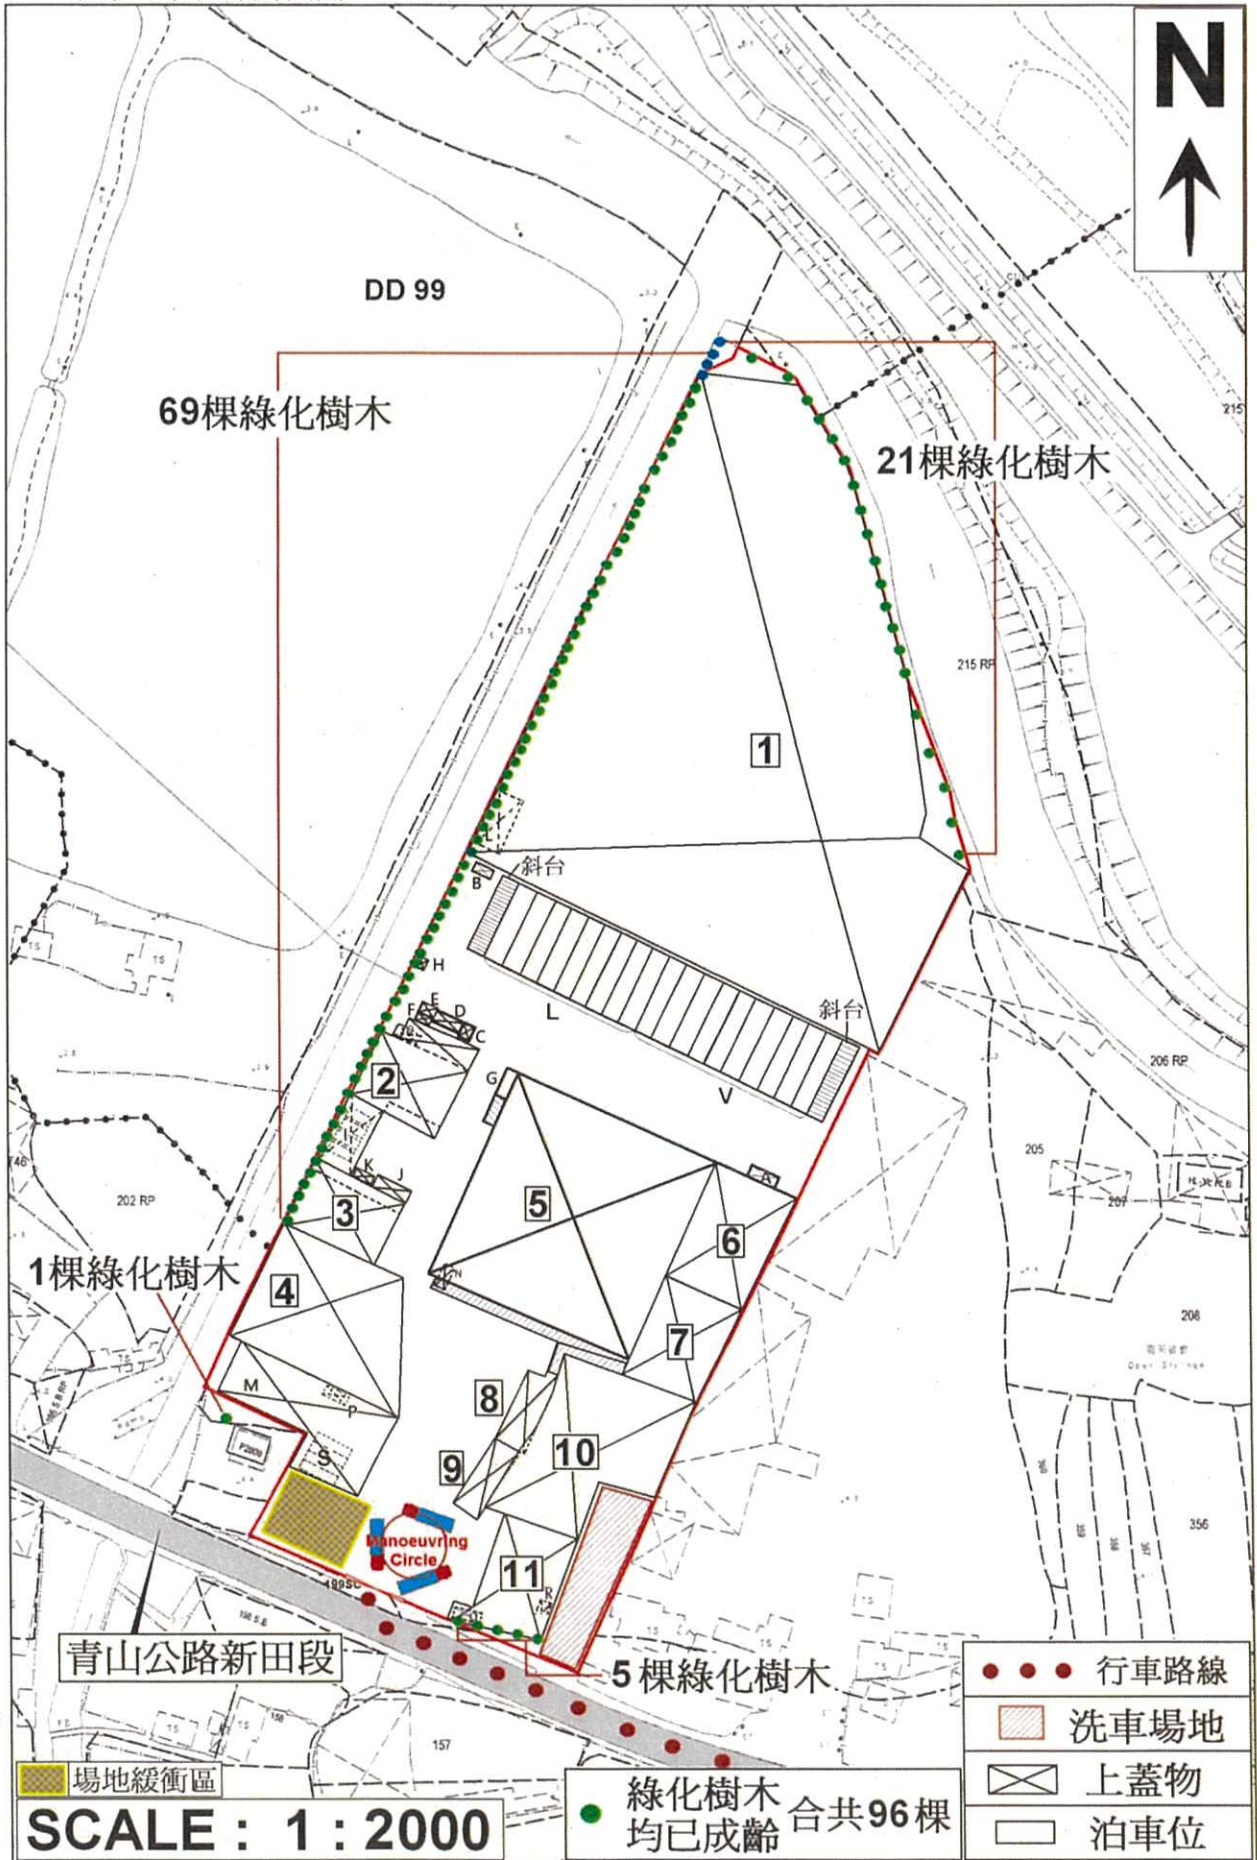 N
DD 99
69棵綠化樹木
21棵綠化樹木
215
215 RP
1
斜台
B
H
E
F
D
C
L
斜台
V
206 RP
2
G
K
J
A
205
207
202 RP
3
5
6
1棵綠化樹木
4
7
208
M
P
8
S
10
9
N
Manoeuvring
Circle
11
R
356
199SC
青山公路新田段
5棵綠化樹木
157
行車路線
洗車場地
上蓋物
泊車位
場地緩衝區
SCALE : 1 : 2000
綠化樹木
均已成齡
合共96棵